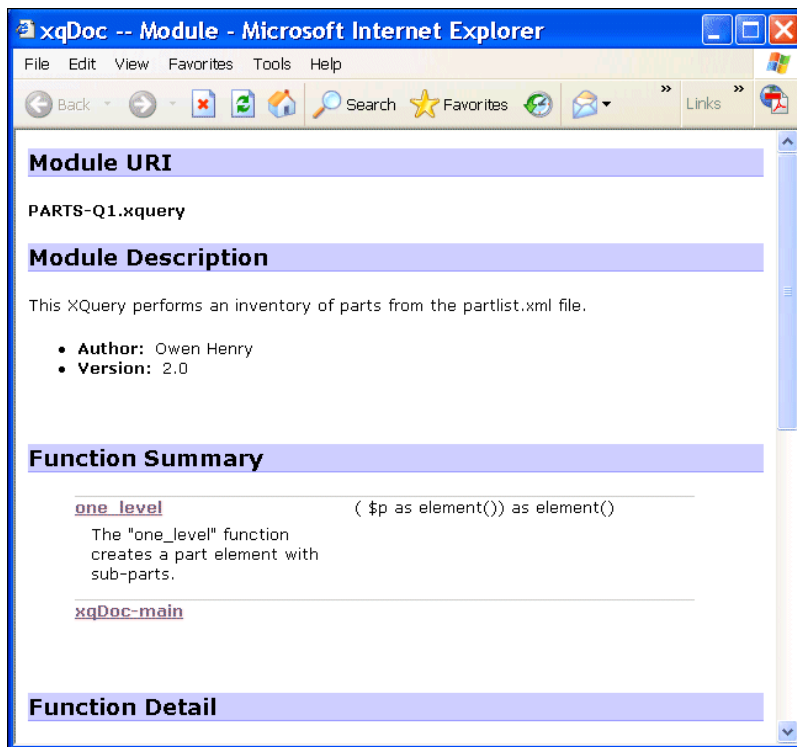 xqDoc -- Module - Microsoft Internet Explorer
File Edit View Favorites Tools Help
Back Search Favorites » Links »
Module URI
PARTS-Q1.xquery
Module Description
This XQuery performs an inventory of parts from the partlist.xml file.
• Author: Owen Henry
• Version: 2.0
Function Summary
one_level ( $p as element()) as element()
The "one_level" function
creates a part element with
sub-parts.
xqDoc-main
Function Detail